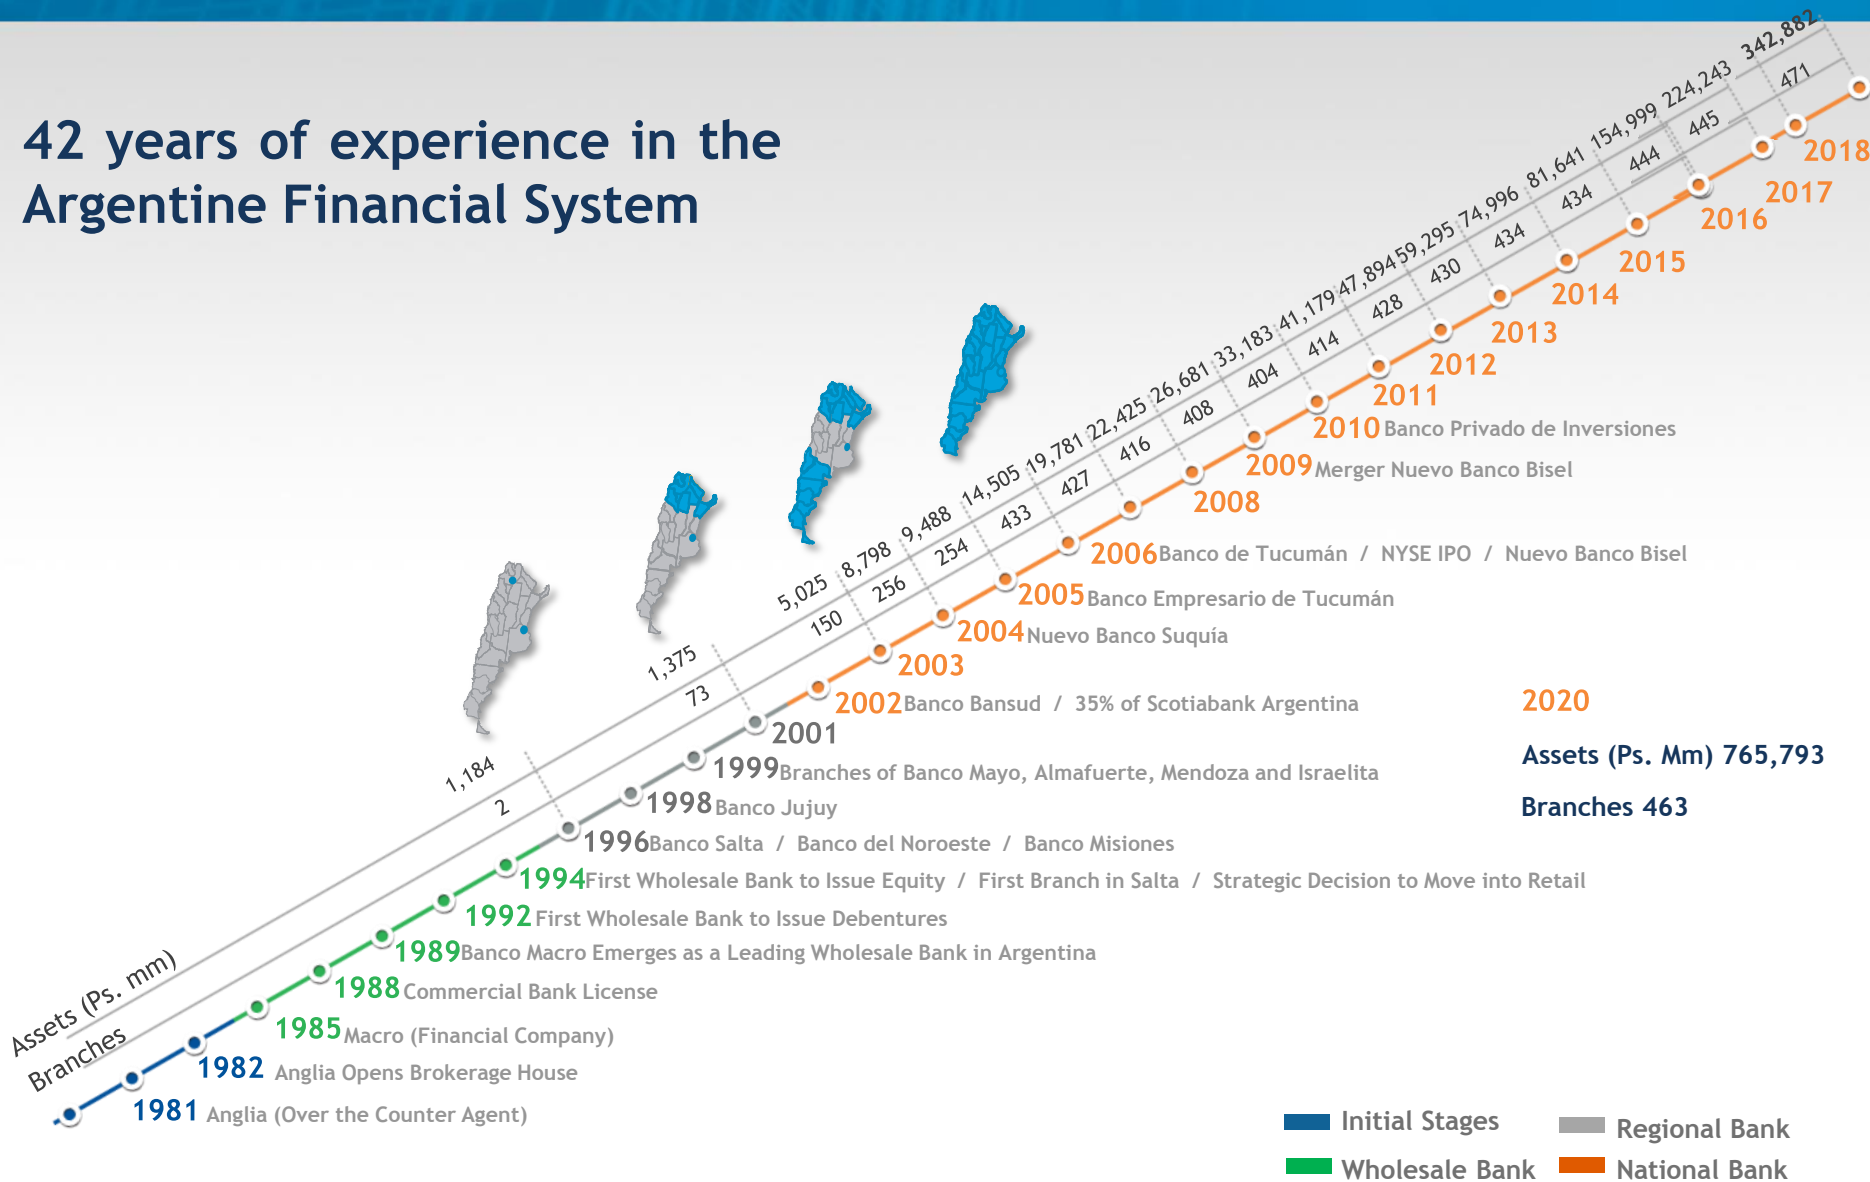 42 years of experience in the
Argentine Financial System
Assets (Ps. mm)
1,184
1,375
5,025
8,798
9,488
14,505
19,781
22,425
26,681
33,183
41,179
47,894
59,295
74,996
81,641
154,999
224,243
342,882
Branches
2
73
150
256
254
433
427
416
408
404
414
428
430
434
434
444
445
471
2018
2017
2016
2015
2014
2013
2012
2011
2010 Banco Privado de Inversiones
2009 Merger Nuevo Banco Bisel
2008
2006 Banco de Tucumán / NYSE IPO / Nuevo Banco Bisel
2005 Banco Empresario de Tucumán
2004 Nuevo Banco Suquía
2003
2002 Banco Bansud / 35% of Scotiabank Argentina
2001
1999 Branches of Banco Mayo, Almafuerte, Mendoza and Israelita
1998 Banco Jujuy
1996 Banco Salta / Banco del Noroeste / Banco Misiones
1994 First Wholesale Bank to Issue Equity / First Branch in Salta / Strategic Decision to Move into Retail
1992 First Wholesale Bank to Issue Debentures
1989 Banco Macro Emerges as a Leading Wholesale Bank in Argentina
1988 Commercial Bank License
1985 Macro (Financial Company)
1982 Anglia Opens Brokerage House
1981 Anglia (Over the Counter Agent)
2020
Assets (Ps. Mm) 765,793
Branches 463
Initial Stages
Regional Bank
Wholesale Bank
National Bank